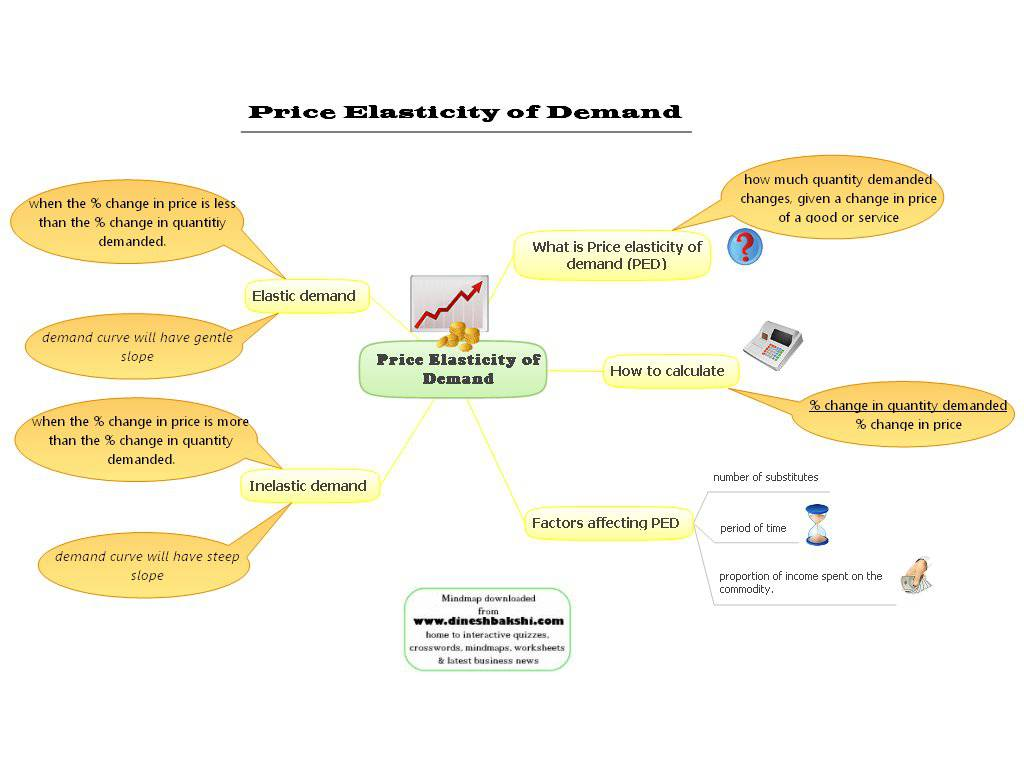 Price Elasticity of Demand
how much quantity demanded
changes, given a change in price
of a good or service
What is Price elasticity of
demand (PED)
when the % change in price is less
than the % change in quantitiy
demanded.
Elastic demand
demand curve will have gentle
slope
Price Elasticity of
Demand
How to calculate
% change in quantity demanded
% change in price
when the % change in price is more
than the % change in quantity
demanded.
Inelastic demand
demand curve will have steep
slope
Factors affecting PED
number of substitutes
period of time
proportion of income spent on the
commodity.
Mindmap downloaded
from
www.dineshbakshi.com
home to interactive quizzes,
crosswords, mindmaps, worksheets
& latest business news